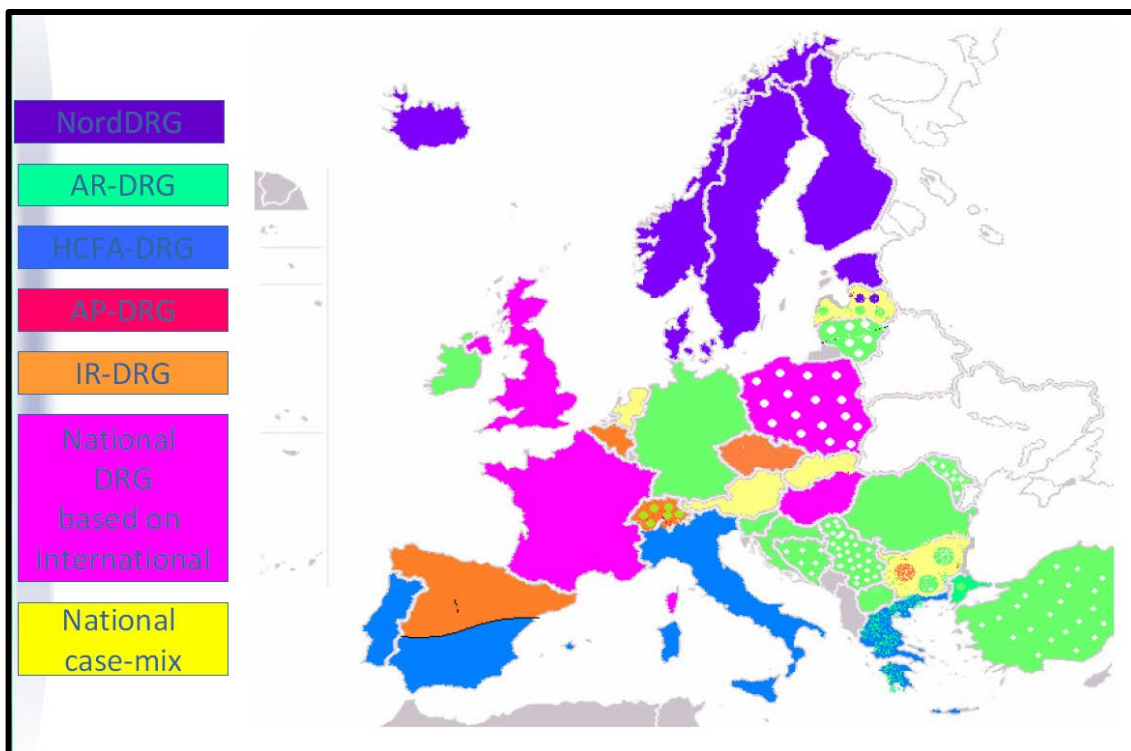 NordDRG
AR-DRG
HCFA-DRG
AP-DRG
IR-DRG
National
DRG
based on
international
National
case-mix